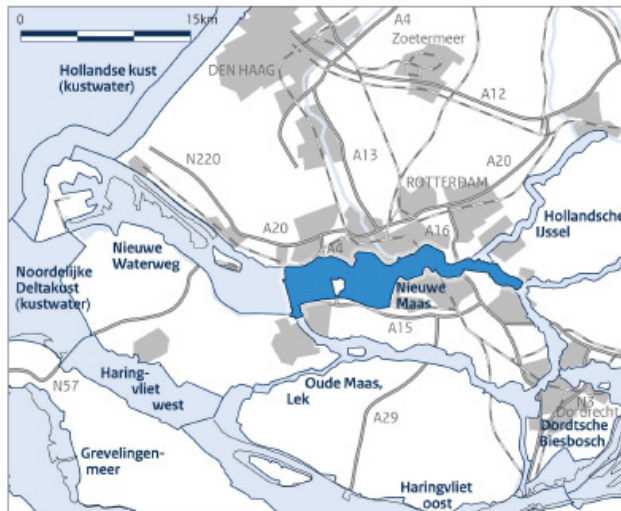 0
15km
A4
Zoetermeer
Hollandse kust
(kustwater)
DEN HAAG
A12
N220
A13
A20
ROTTERDAM
Hollandsche
IJssel
A20
A16
A4
Nieuwe
Waterweg
Noordelijke
Deltakust
(kustwater)
Nieuwe
Maas
A15
N57
Haring-
vliet
west
Oude Maas,
Lek
N3
Dordrecht
Dordtsche
Biesbosch
A29
Grevelingen-
meer
Haringvliet
oost